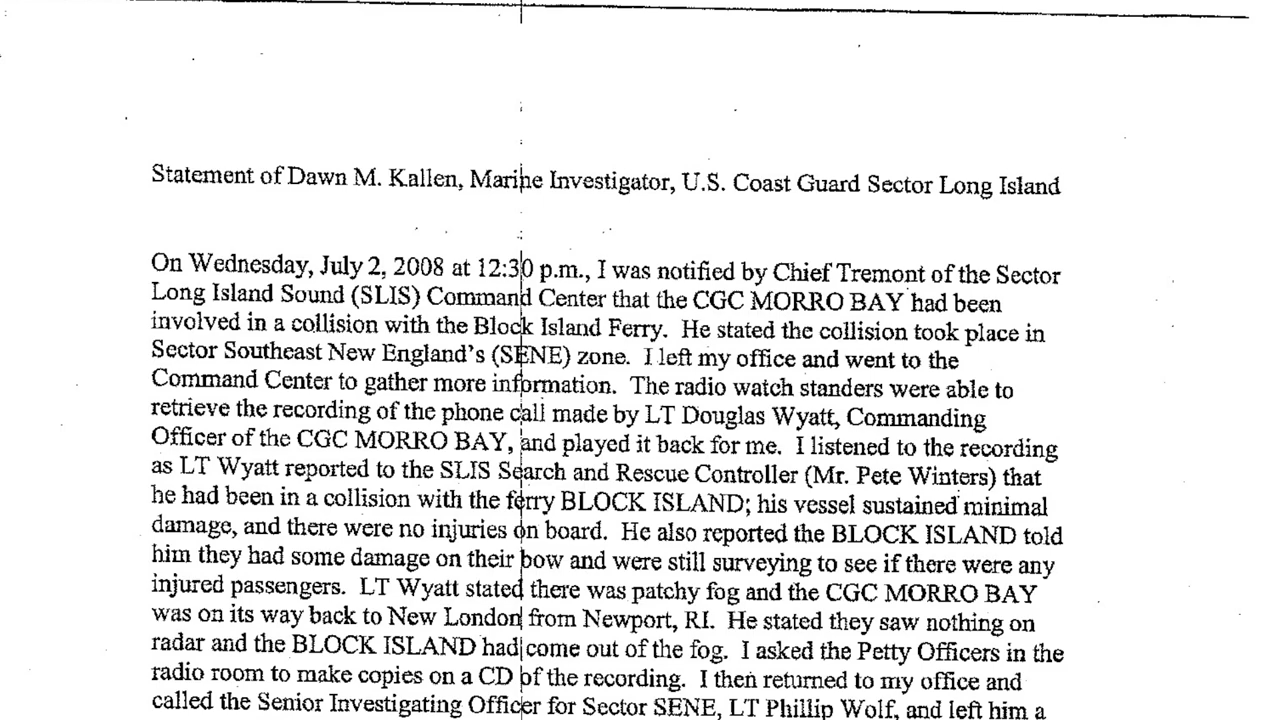 Statement of Dawn M. Kallen, Marine Investigator, U.S. Coast Guard Sector Long Island
On Wednesday, July 2, 2008 at 12:30 p.m., I was notified by Chief Tremont of the Sector
Long Island Sound (SLIS) Command Center that the CGC MORRO BAY had been
involved in a collision with the Block Island Ferry. He stated the collision took place in
Sector Southeast New England's (SENE) zone. I left my office and went to the
Command Center to gather more information. The radio watch standers were able to
retrieve the recording of the phone call made by LT Douglas Wyatt, Commanding
Officer of the CGC MORRO BAY, and played it back for me. I listened to the recording
as LT Wyatt reported to the SLIS Search and Rescue Controller (Mr. Pete Winters) that
he had been in a collision with the ferry BLOCK ISLAND; his vessel sustained minimal
damage, and there were no injuries on board. He also reported the BLOCK ISLAND told
him they had some damage on their bow and were still surveying to see if there were any
injured passengers. LT Wyatt stated there was patchy fog and the CGC MORRO BAY
was on its way back to New London from Newport, RI. He stated they saw nothing on
radar and the BLOCK ISLAND had come out of the fog. I asked the Petty Officers in the
radio room to make copies on a CD of the recording. I then returned to my office and
called the Senior Investigating Officer for Sector SENE, LT Phillip Wolf, and left him a